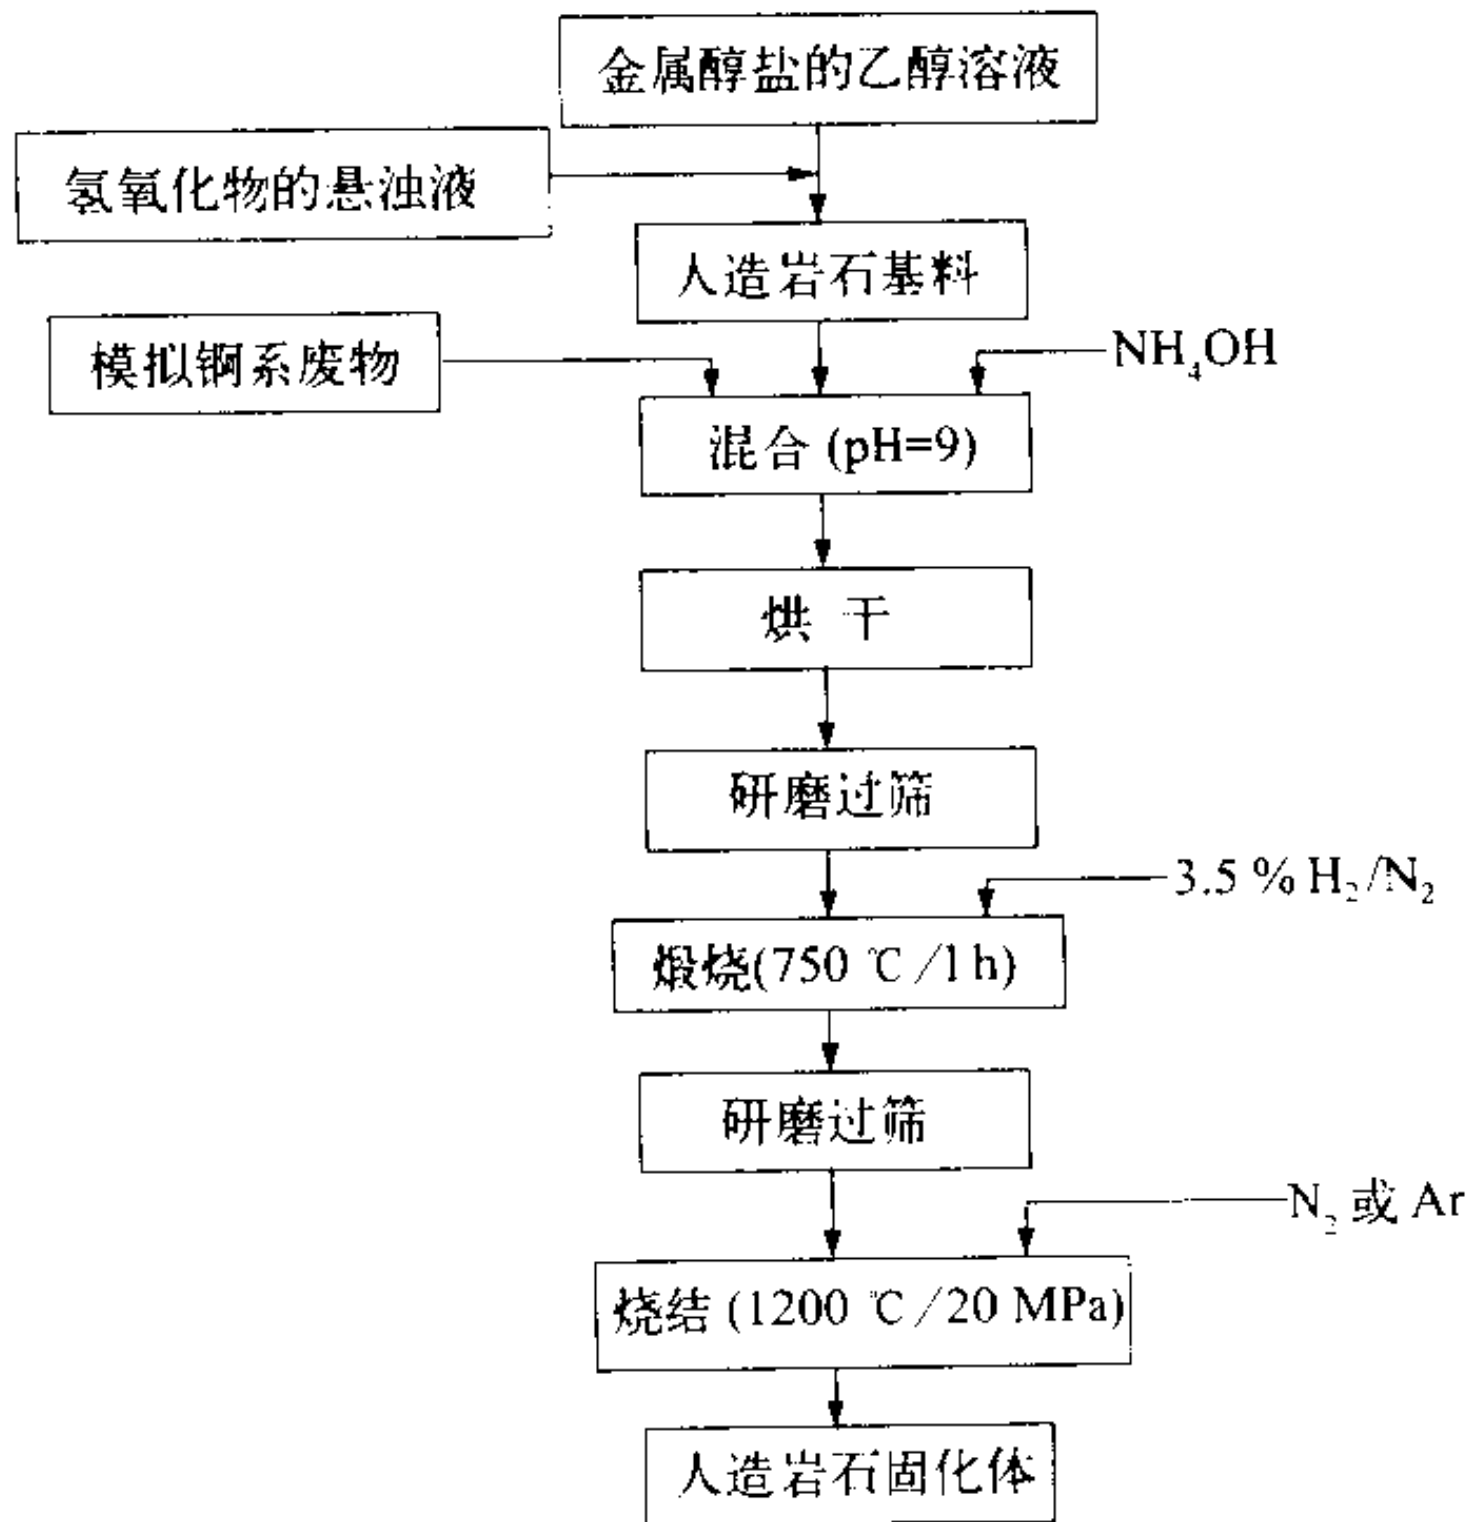 金属醇盐的乙醇溶液
氢氧化物的悬浊液
人造岩石基料
模拟锕系废物
NH₄OH
混合 (pH=9)
烘 干
研磨过筛
3.5 % H₂/N₂
煅烧(750 ℃/1 h)
研磨过筛
N₂ 或 Ar
烧结 (1200 ℃/20 MPa)
人造岩石固化体